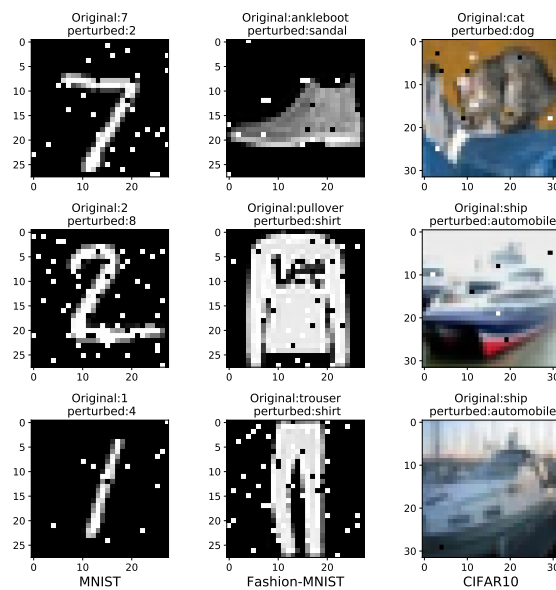 Original:7
perturbed:2
Original:ankleboot
perturbed:sandal
Original:cat
perturbed:dog
0
5
10
15
20
25
0 10 20
0
5
10
15
20
25
0 10 20
0
10
20
30
0 10 20 30
Original:2
perturbed:8
Original:pullover
perturbed:shirt
Original:ship
perturbed:automobile
0
5
10
15
20
25
0 10 20
0
5
10
15
20
25
0 10 20
0
10
20
30
0 10 20 30
Original:1
perturbed:4
Original:trouser
perturbed:shirt
Original:ship
perturbed:automobile
0
5
10
15
20
25
0 10 20
0
5
10
15
20
25
0 10 20
0
10
20
30
0 10 20 30
MNIST
Fashion-MNIST
CIFAR10